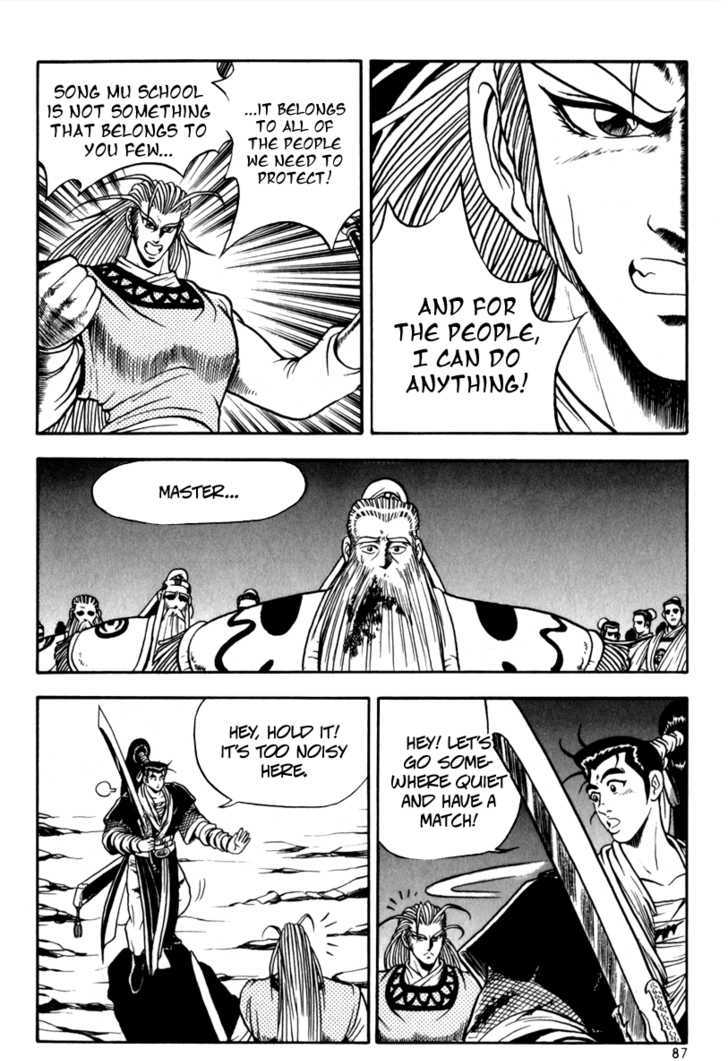 SONG MU SCHOOL
IS NOT SOMETHING
THAT BELONGS TO
YOU FEW...
...IT BELONGS
TO ALL OF
THE PEOPLE
WE NEED TO
PROTECT!
AND FOR
THE PEOPLE,
I CAN DO
ANYTHING!
MASTER...
HEY, HOLD IT!
IT'S TOO NOISY
HERE.
HEY! LET'S
GO SOME-
WHERE QUIET
AND HAVE A
MATCH!
87